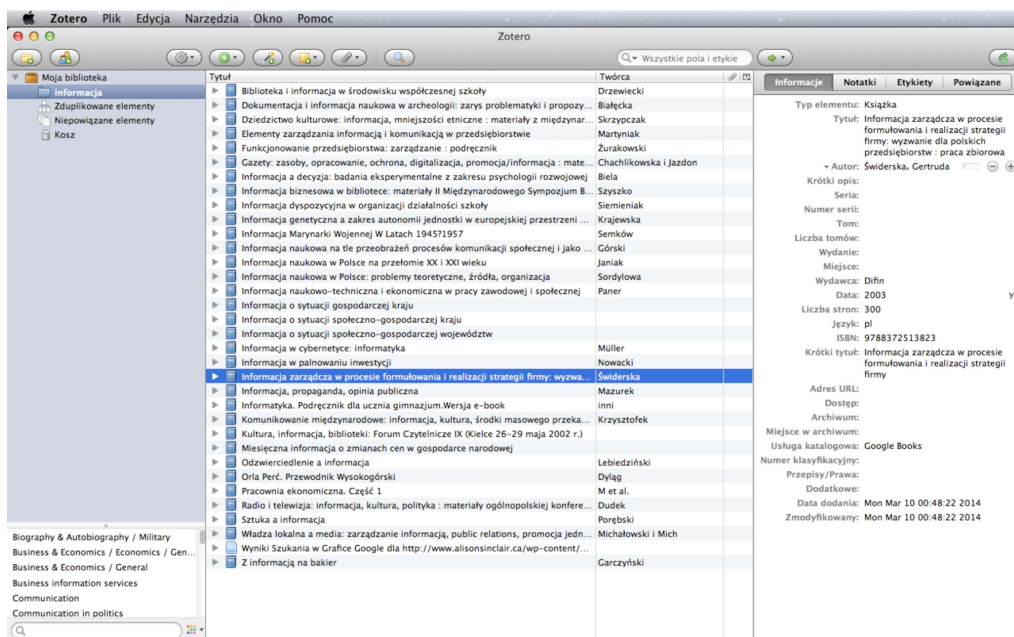 Zotero Plik Edycja Narzędzia Okno Pomoc
Zotero
Wszystkie pola i etykie
Moja biblioteka
informacja
Zduplikowane elementy
Niepowiązane elementy
Kosz
Tytuł Twórca
Biblioteka i informacja w środowisku współczesnej szkoły Drzewiecki
Dokumentacja i informacja naukowa w archeologii: zarys problematyki i propozy... Białęcka
Dziedzictwo kulturowe: informacja, mniejszości etniczne : materiały z międzynar... Skrzypczak
Elementy zarządzania informacją i komunikacją w przedsiębiorstwie Martyniak
Funkcjonowanie przedsiębiorstwa: zarządzanie : podręcznik Żurakowski
Gazety: zasoby, opracowanie, ochrona, digitalizacja, promocja/informacja : mate... Chachlikowska i Jazdon
Informacja a decyzja: badania eksperymentalne z zakresu psychologii rozwojowej Biela
Informacja biznesowa w bibliotece: materiały II Międzynarodowego Sympozjum B... Szyszko
Informacja dyspozycyjna w organizacji działalności szkoły Siemieniak
Informacja genetyczna a zakres autonomii jednostki w europejskiej przestrzeni ... Krajewska
Informacja Marynarki Wojennej W Latach 1945?1957 Semków
Informacja naukowa na tle przeobrażeń procesów komunikacji społecznej i jako ... Górski
Informacja naukowa w Polsce na przełomie XX i XXI wieku Janiak
Informacja naukowa w Polsce: problemy teoretyczne, źródła, organizacja Sordylowa
Informacja naukowo-techniczna i ekonomiczna w pracy zawodowej i społecznej Paner
Informacja o sytuacji gospodarczej kraju
Informacja o sytuacji społeczno-gospodarczej kraju
Informacja o sytuacji społeczno-gospodarczej województw
Informacja w cybernetyce: informatyka Müller
Informacja w palnowaniu inwestycji Nowacki
Informacja zarządcza w procesie formułowania i realizacji strategii firmy: wyzwa... Świderska
Informacja, propaganda, opinia publiczna Mazurek
Informatyka. Podręcznik dla ucznia gimnazjum.Wersja e-book inni
Komunikowanie międzynarodowe: informacja, kultura, środki masowego przeka... Krzysztofek
Kultura, informacja, biblioteki: Forum Czytelnicze IX (Kielce 26-29 maja 2002 r.)
Miesięczna informacja o zmianach cen w gospodarce narodowej
Odzwierciedlenie a informacja Lebiedziński
Orla Perć. Przewodnik Wysokogórski Dyląg
Pracownia ekonomiczna. Część 1 M et al.
Radio i telewizja: informacja, kultura, polityka : materiały ogólnopolskiej konfere... Dudek
Sztuka a informacja Porębski
Władza lokalna a media: zarządzanie informacją, public relations, promocja jedn... Michałowski i Mich
Wyniki Szukania w Grafice Google dla http://www.alisonsinclair.ca/wp-content/...
Z informacją na bakier Garczyński
Biography & Autobiography / Military
Business & Economics / Economics / Gen...
Business & Economics / General
Business information services
Communication
Communication in politics
Informacje Notatki Etykiety Powiązane
Typ elementu: Książka
Tytuł: Informacja zarządcza w procesie
formułowania i realizacji strategii
firmy: wyzwanie dla polskich
przedsiębiorstw : praca zbiorowa
Autor: Świderska, Gertruda
Krótki opis:
Seria:
Numer serii:
Tom:
Liczba tomów:
Wydanie:
Miejsce:
Wydawca: Difin
Data: 2003 y
Liczba stron: 300
Język: pl
ISBN: 9788372513823
Krótki tytuł: Informacja zarządcza w procesie
formułowania i realizacji strategii
firmy
Adres URL:
Dostęp:
Archiwum:
Miejsce w archiwum:
Usługa katalogowa: Google Books
Numer klasyfikacyjny:
Przepisy/Prawa:
Dodatkowe:
Data dodania: Mon Mar 10 00:48:22 2014
Zmodyfikowany: Mon Mar 10 00:48:22 2014